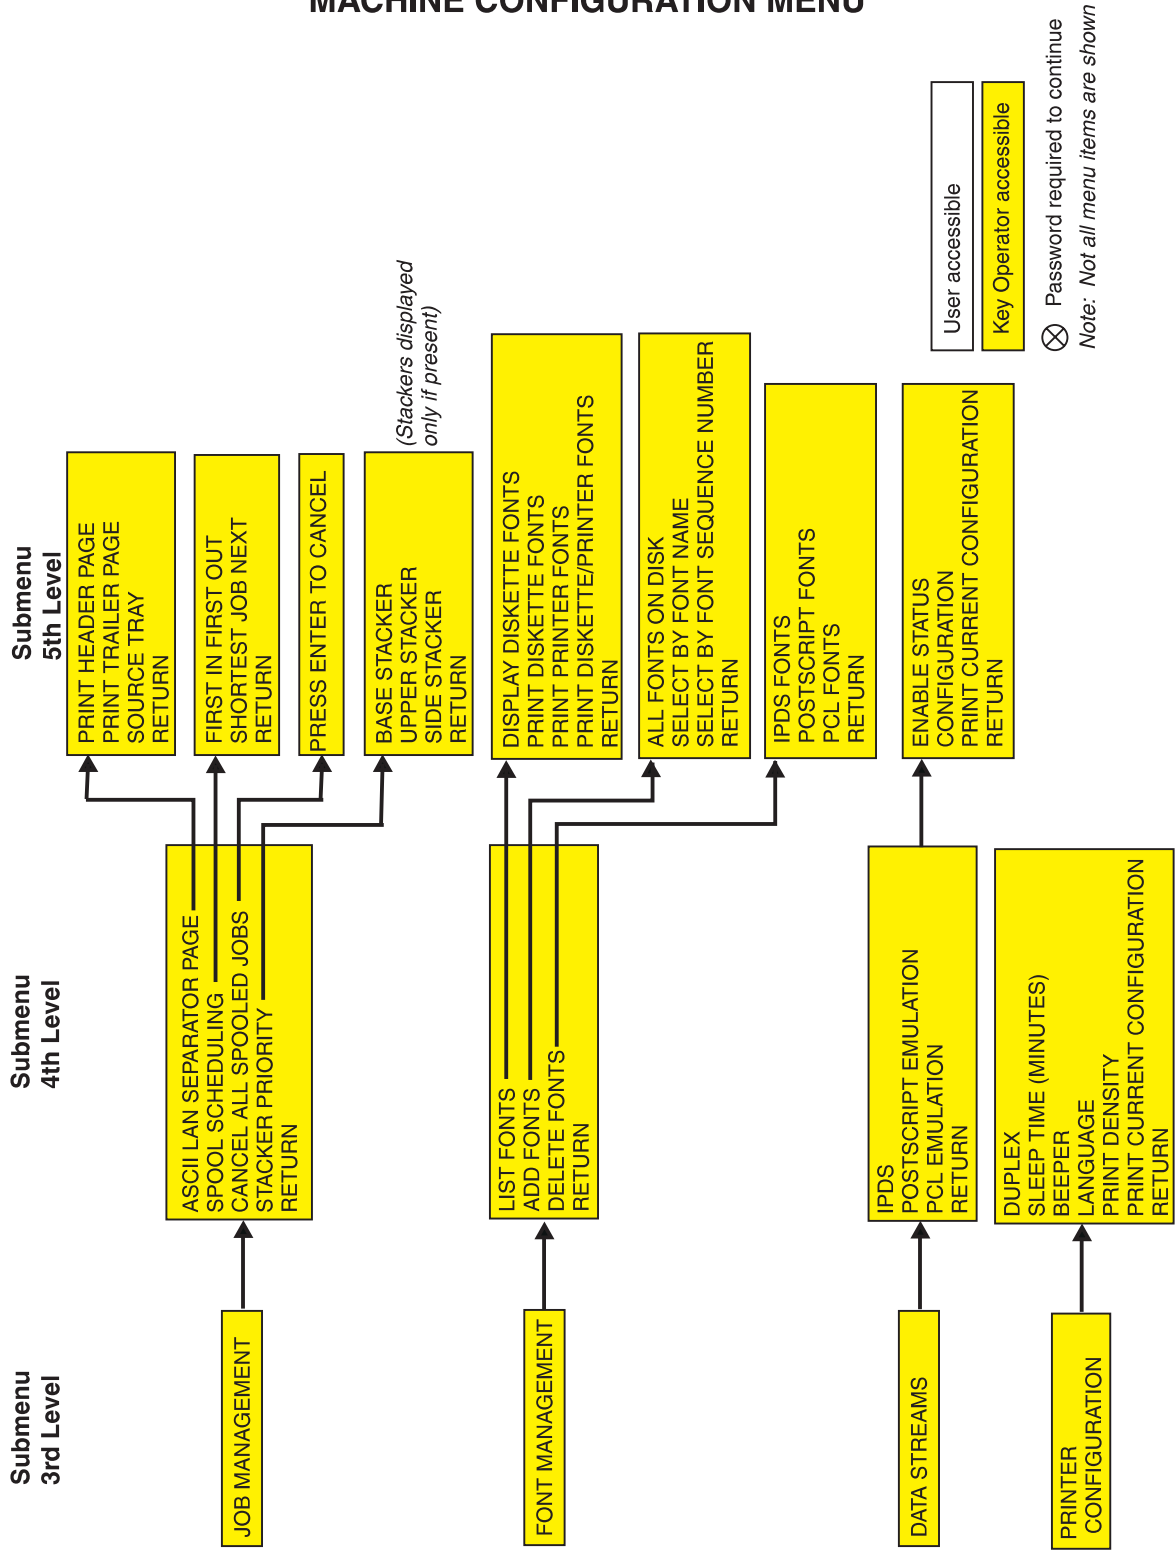 MACHINE CONFIGURATION MENU
Submenu
3rd Level
Submenu
4th Level
Submenu
5th Level
JOB MANAGEMENT
ASCII LAN SEPARATOR PAGE
SPOOL SCHEDULING
CANCEL ALL SPOOLED JOBS
STACKER PRIORITY
RETURN
PRINT HEADER PAGE
PRINT TRAILER PAGE
SOURCE TRAY
RETURN
FIRST IN FIRST OUT
SHORTEST JOB NEXT
RETURN
PRESS ENTER TO CANCEL
BASE STACKER
UPPER STACKER
SIDE STACKER
RETURN
(Stackers displayed
only if present)
FONT MANAGEMENT
LIST FONTS
ADD FONTS
DELETE FONTS
RETURN
DISPLAY DISKETTE FONTS
PRINT DISKETTE FONTS
PRINT PRINTER FONTS
PRINT DISKETTE/PRINTER FONTS
RETURN
ALL FONTS ON DISK
SELECT BY FONT NAME
SELECT BY FONT SEQUENCE NUMBER
RETURN
IPDS FONTS
POSTSCRIPT FONTS
PCL FONTS
RETURN
DATA STREAMS
IPDS
POSTSCRIPT EMULATION
PCL EMULATION
RETURN
ENABLE STATUS
CONFIGURATION
PRINT CURRENT CONFIGURATION
RETURN
PRINTER
CONFIGURATION
DUPLEX
SLEEP TIME (MINUTES)
BEEPER
LANGUAGE
PRINT DENSITY
PRINT CURRENT CONFIGURATION
RETURN
User accessible
Key Operator accessible
Password required to continue
Note: Not all menu items are shown